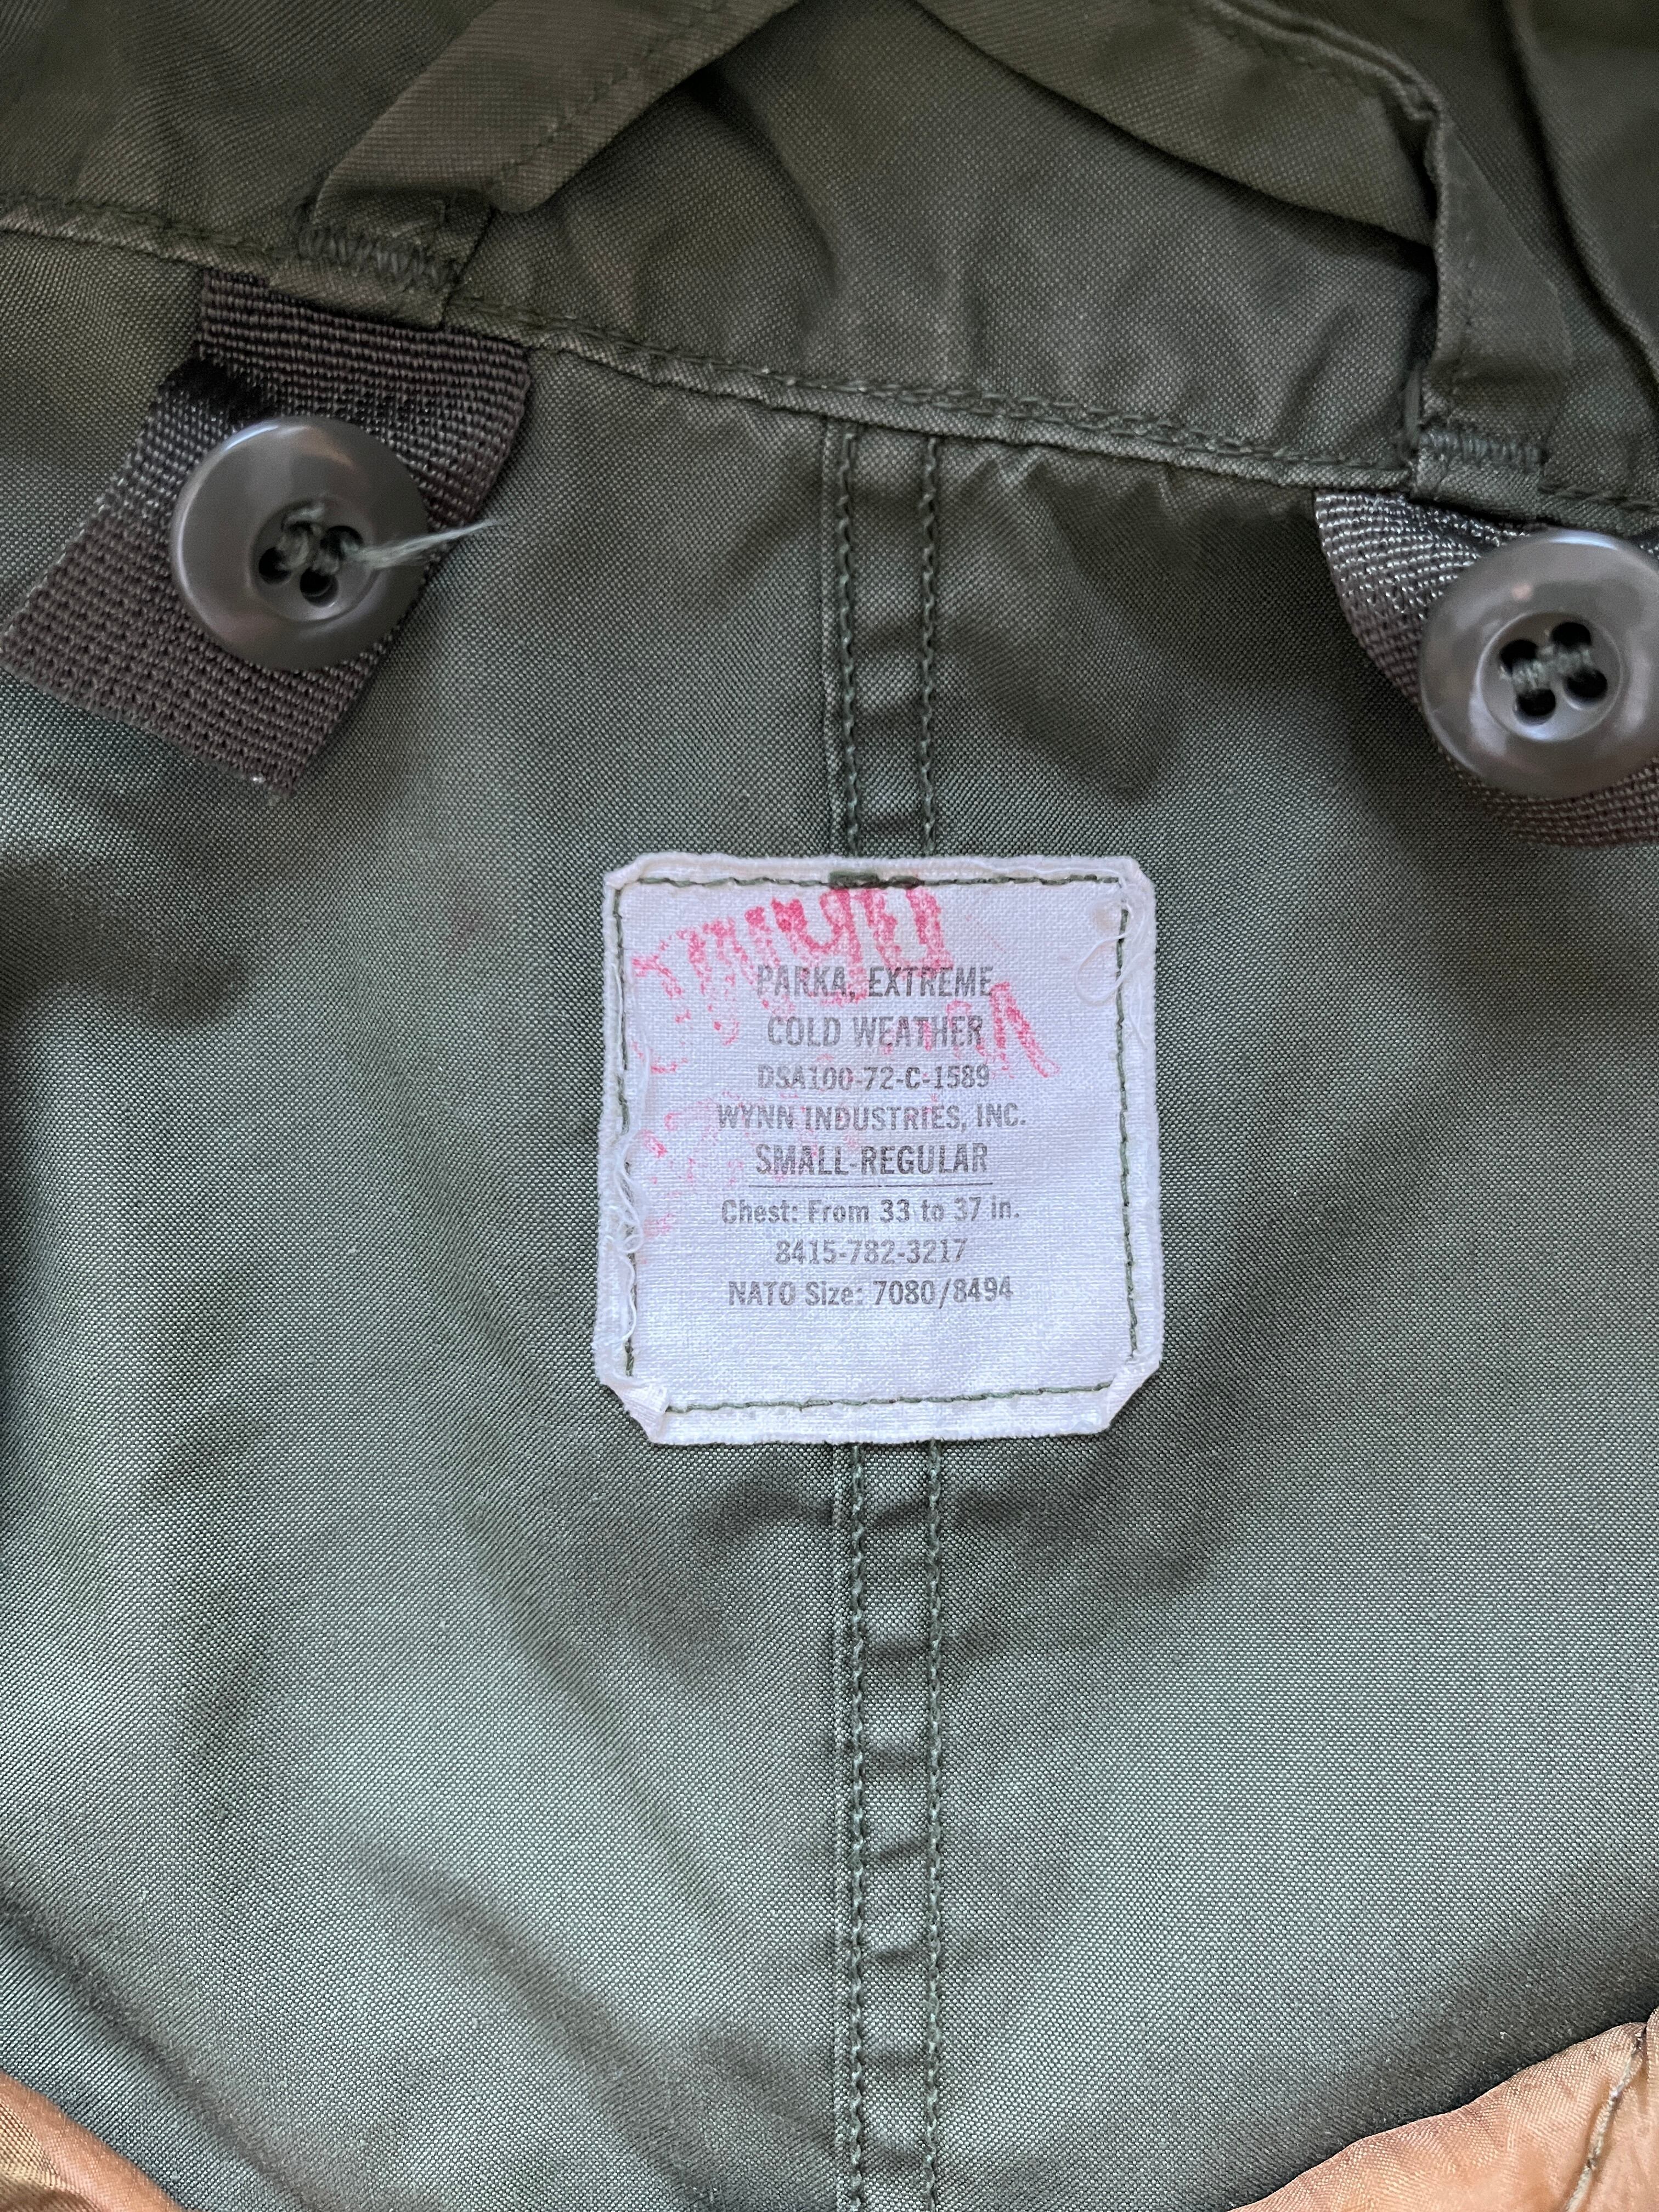 PARKA, EXTREME
COLD WEATHER
DSA100-72-C-1589
WYNN INDUSTRIES, INC.
SMALL-REGULAR
Chest: From 33 to 37 in.
8415-782-3217
NATO Size: 7080/8494